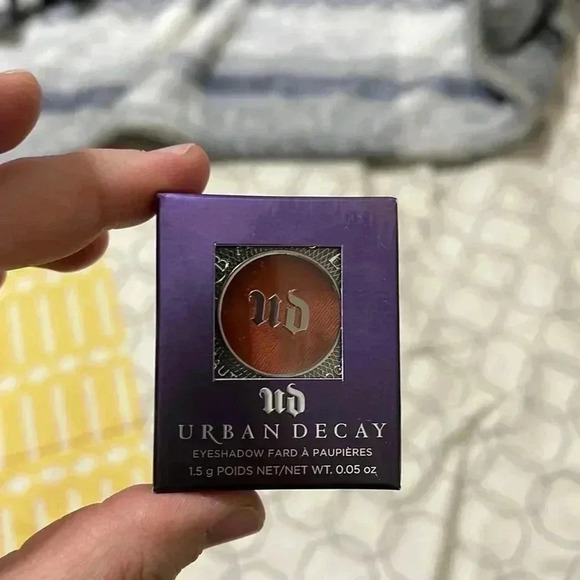 ud
ud
URBAN DECAY
EYESHADOW FARD À PAUPIÈRES
1.5 g POIDS NET/NET WT. 0.05 oz